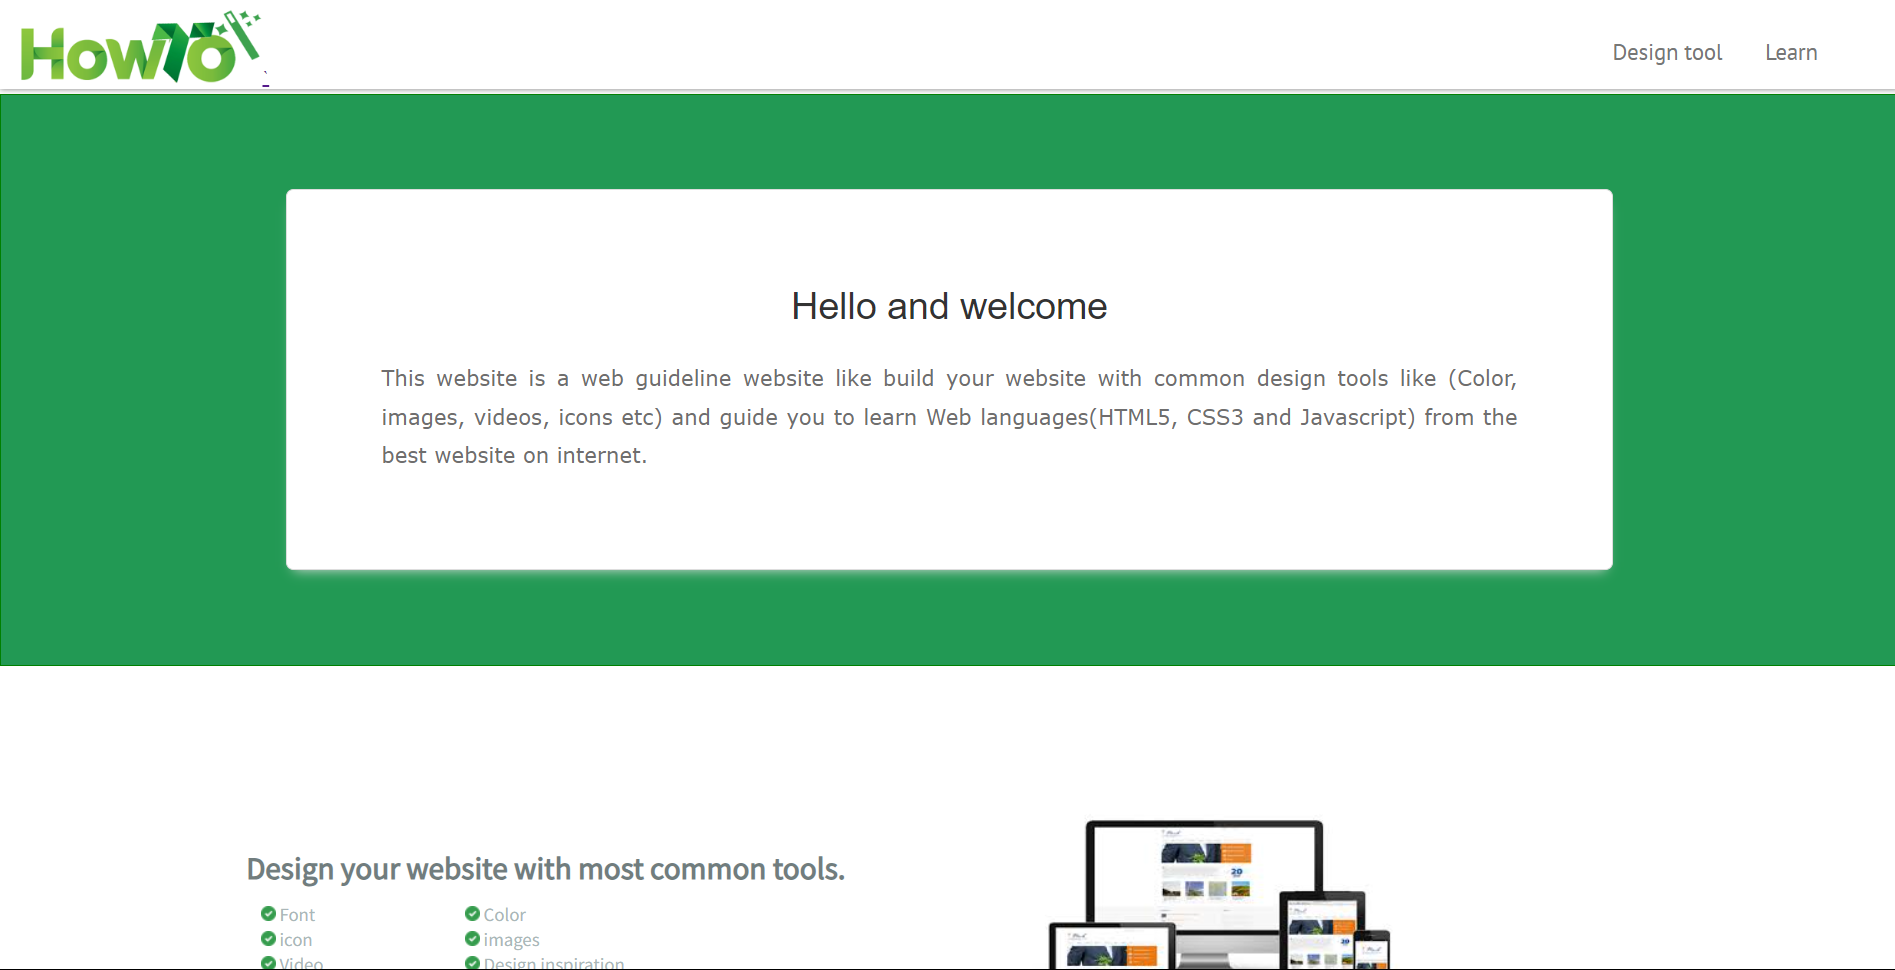 HowTo
Design tool
Learn
Hello and welcome
This website is a web guideline website like build your website with common design tools like (Color,
images, videos, icons etc) and guide you to learn Web languages(HTML5, CSS3 and Javascript) from the
best website on internet.
Design your website with most common tools.
Font
Color
icon
images
Video
Design inspiration
20
20